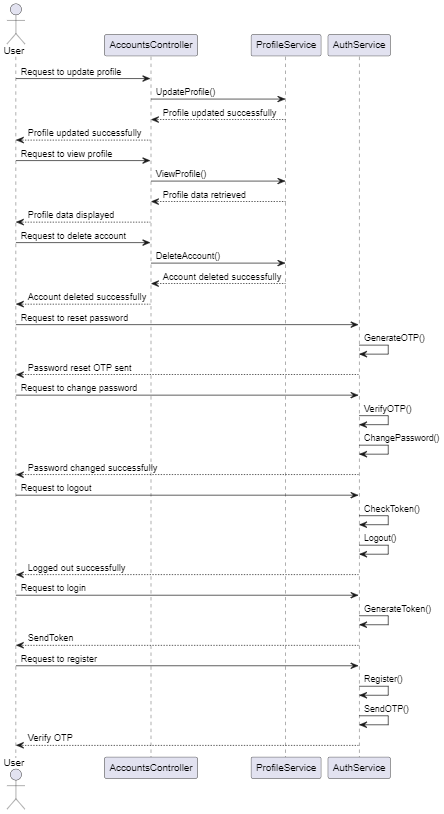 User
AccountsController
ProfileService
AuthService
Request to update profile
UpdateProfile()
Profile updated successfully
Profile updated successfully
Request to view profile
ViewProfile()
Profile data retrieved
Profile data displayed
Request to delete account
DeleteAccount()
Account deleted successfully
Account deleted successfully
Request to reset password
GenerateOTP()
Password reset OTP sent
Request to change password
VerifyOTP()
ChangePassword()
Password changed successfully
Request to logout
CheckToken()
Logout()
Logged out successfully
Request to login
GenerateToken()
SendToken
Request to register
Register()
SendOTP()
Verify OTP
User
AccountsController
ProfileService
AuthService